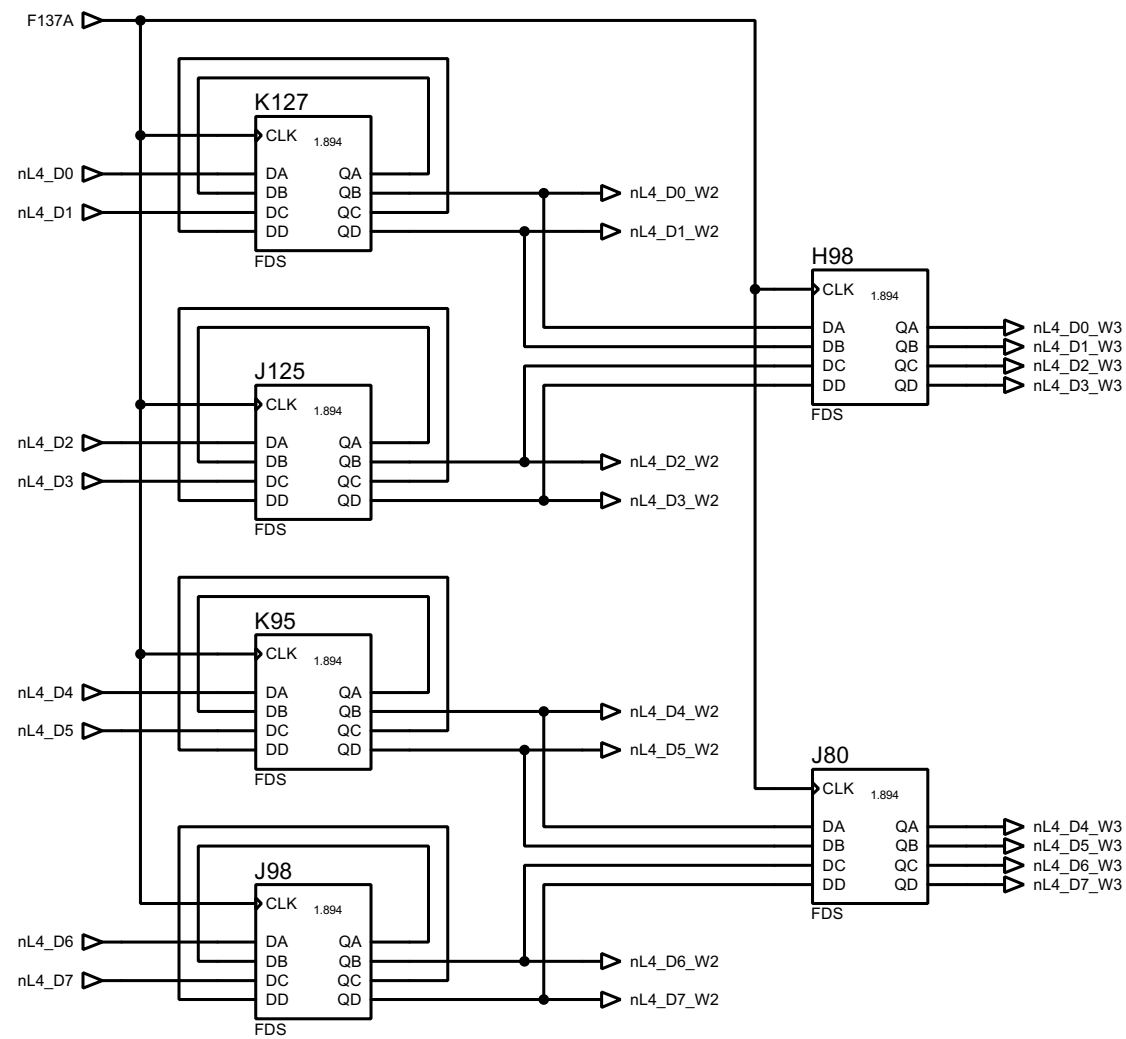 F137A
K127
CLK 1.894
nL4_D0 DA QA
DB QB nL4_D0_W2
nL4_D1 DC QC
DD QD nL4_D1_W2
FDS
H98
CLK 1.894
DA QA nL4_D0_W3
DB QB nL4_D1_W3
DC QC nL4_D2_W3
DD QD nL4_D3_W3
FDS
J125
CLK 1.894
nL4_D2 DA QA
DB QB nL4_D2_W2
nL4_D3 DC QC
DD QD nL4_D3_W2
FDS
K95
CLK 1.894
nL4_D4 DA QA
DB QB nL4_D4_W2
nL4_D5 DC QC
DD QD nL4_D5_W2
FDS
J80
CLK 1.894
DA QA nL4_D4_W3
DB QB nL4_D5_W3
DC QC nL4_D6_W3
DD QD nL4_D7_W3
FDS
J98
CLK 1.894
nL4_D6 DA QA
DB QB nL4_D6_W2
nL4_D7 DC QC
DD QD nL4_D7_W2
FDS